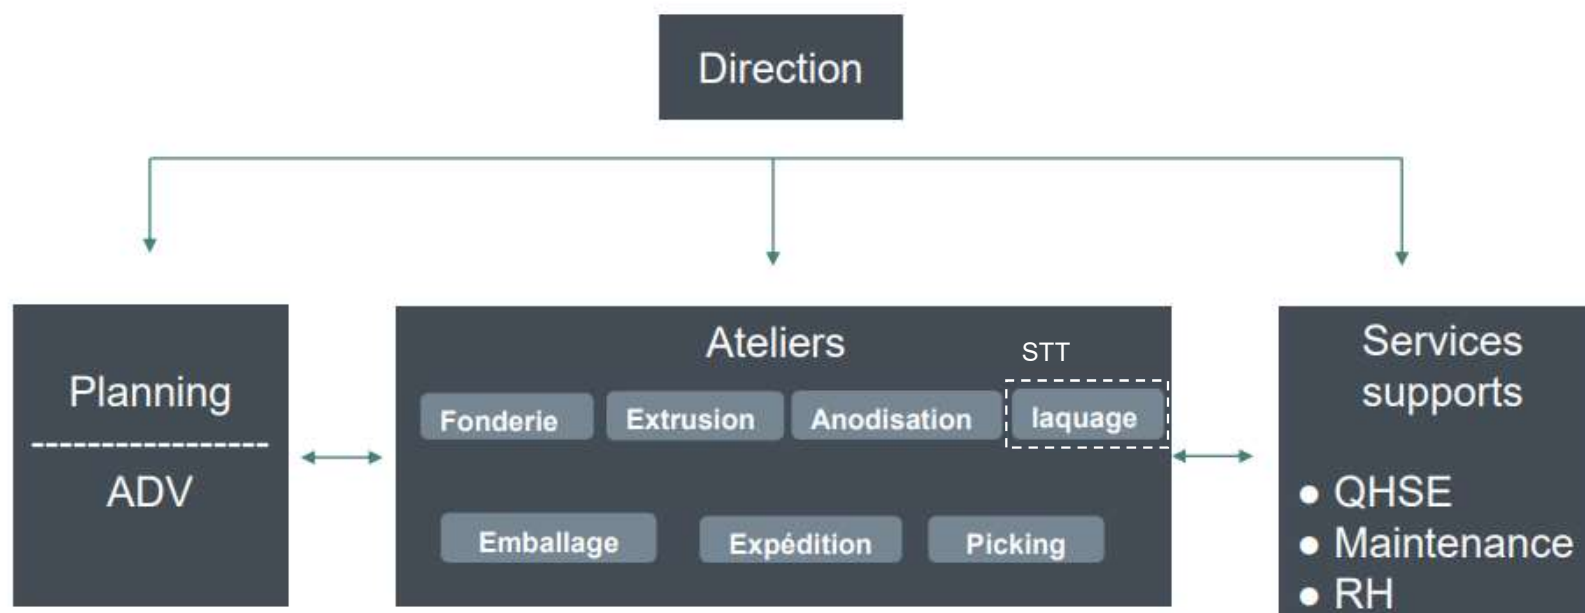 Direction
Planning
ADV
Ateliers
STT
Fonderie
Extrusion
Anodisation
laquage
Emballage
Expédition
Picking
Services
supports
● QHSE
● Maintenance
● RH